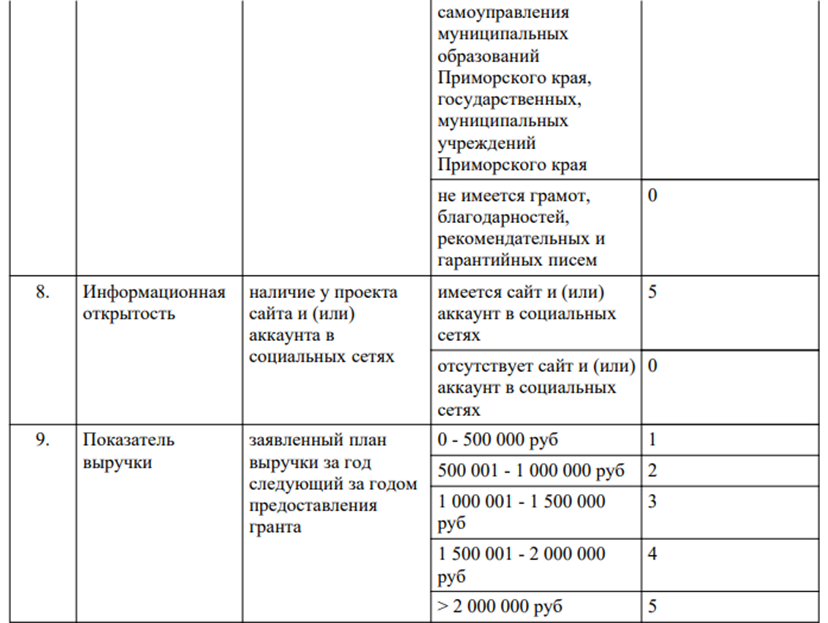 самоуправления
муниципальных
образований
Приморского края,
государственных,
муниципальных
учреждений
Приморского края
не имеется грамот,
благодарностей,
рекомендательных и
гарантийных писем
0
8.
Информационная
открытость
наличие у проекта
сайта и (или)
аккаунта в
социальных сетях
имеется сайт и (или)
аккаунт в социальных
сетях
5
отсутствует сайт и (или)
аккаунт в социальных
сетях
0
9.
Показатель
выручки
заявленный план
выручки за год
следующий за годом
предоставления
гранта
0 - 500 000 руб
1
500 001 - 1 000 000 руб
2
1 000 001 - 1 500 000
руб
3
1 500 001 - 2 000 000
руб
4
> 2 000 000 руб
5